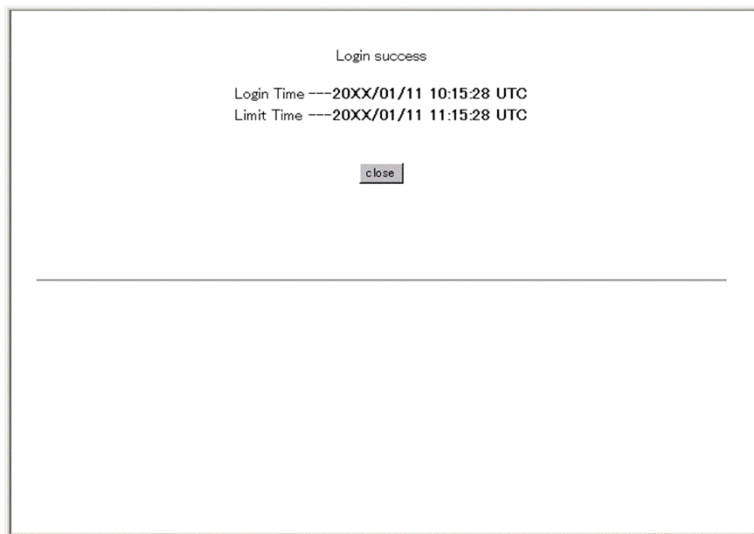 Login success
Login Time ---20XX/01/11 10:15:28 UTC
Limit Time ---20XX/01/11 11:15:28 UTC
close